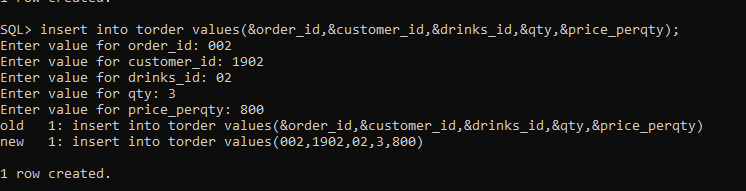 1 row created.
SQL> insert into torder values(&order_id,&customer_id,&drinks_id,&qty,&price_perqty);
Enter value for order_id: 002
Enter value for customer_id: 1902
Enter value for drinks_id: 02
Enter value for qty: 3
Enter value for price_perqty: 800
old   1: insert into torder values(&order_id,&customer_id,&drinks_id,&qty,&price_perqty)
new   1: insert into torder values(002,1902,02,3,800)
1 row created.